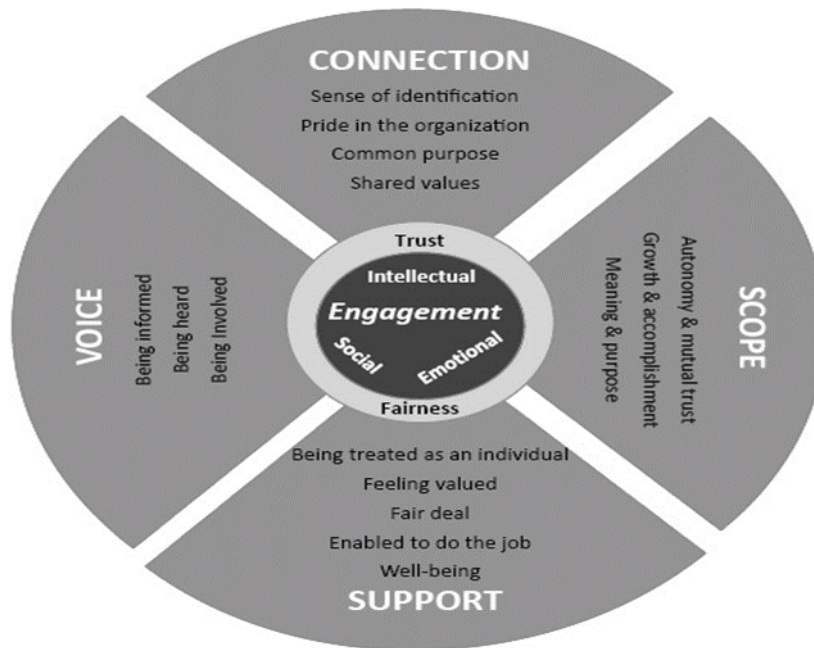 CONNECTION
Sense of identification
Pride in the organization
Common purpose
Shared values
VOICE
Being informed
Being heard
Being Involved
Trust
Intellectual
Engagement
Social
Emotional
Fairness
SCOPE
Autonomy & mutual trust
Growth & accomplishment
Meaning & purpose
Being treated as an individual
Feeling valued
Fair deal
Enabled to do the job
Well-being
SUPPORT